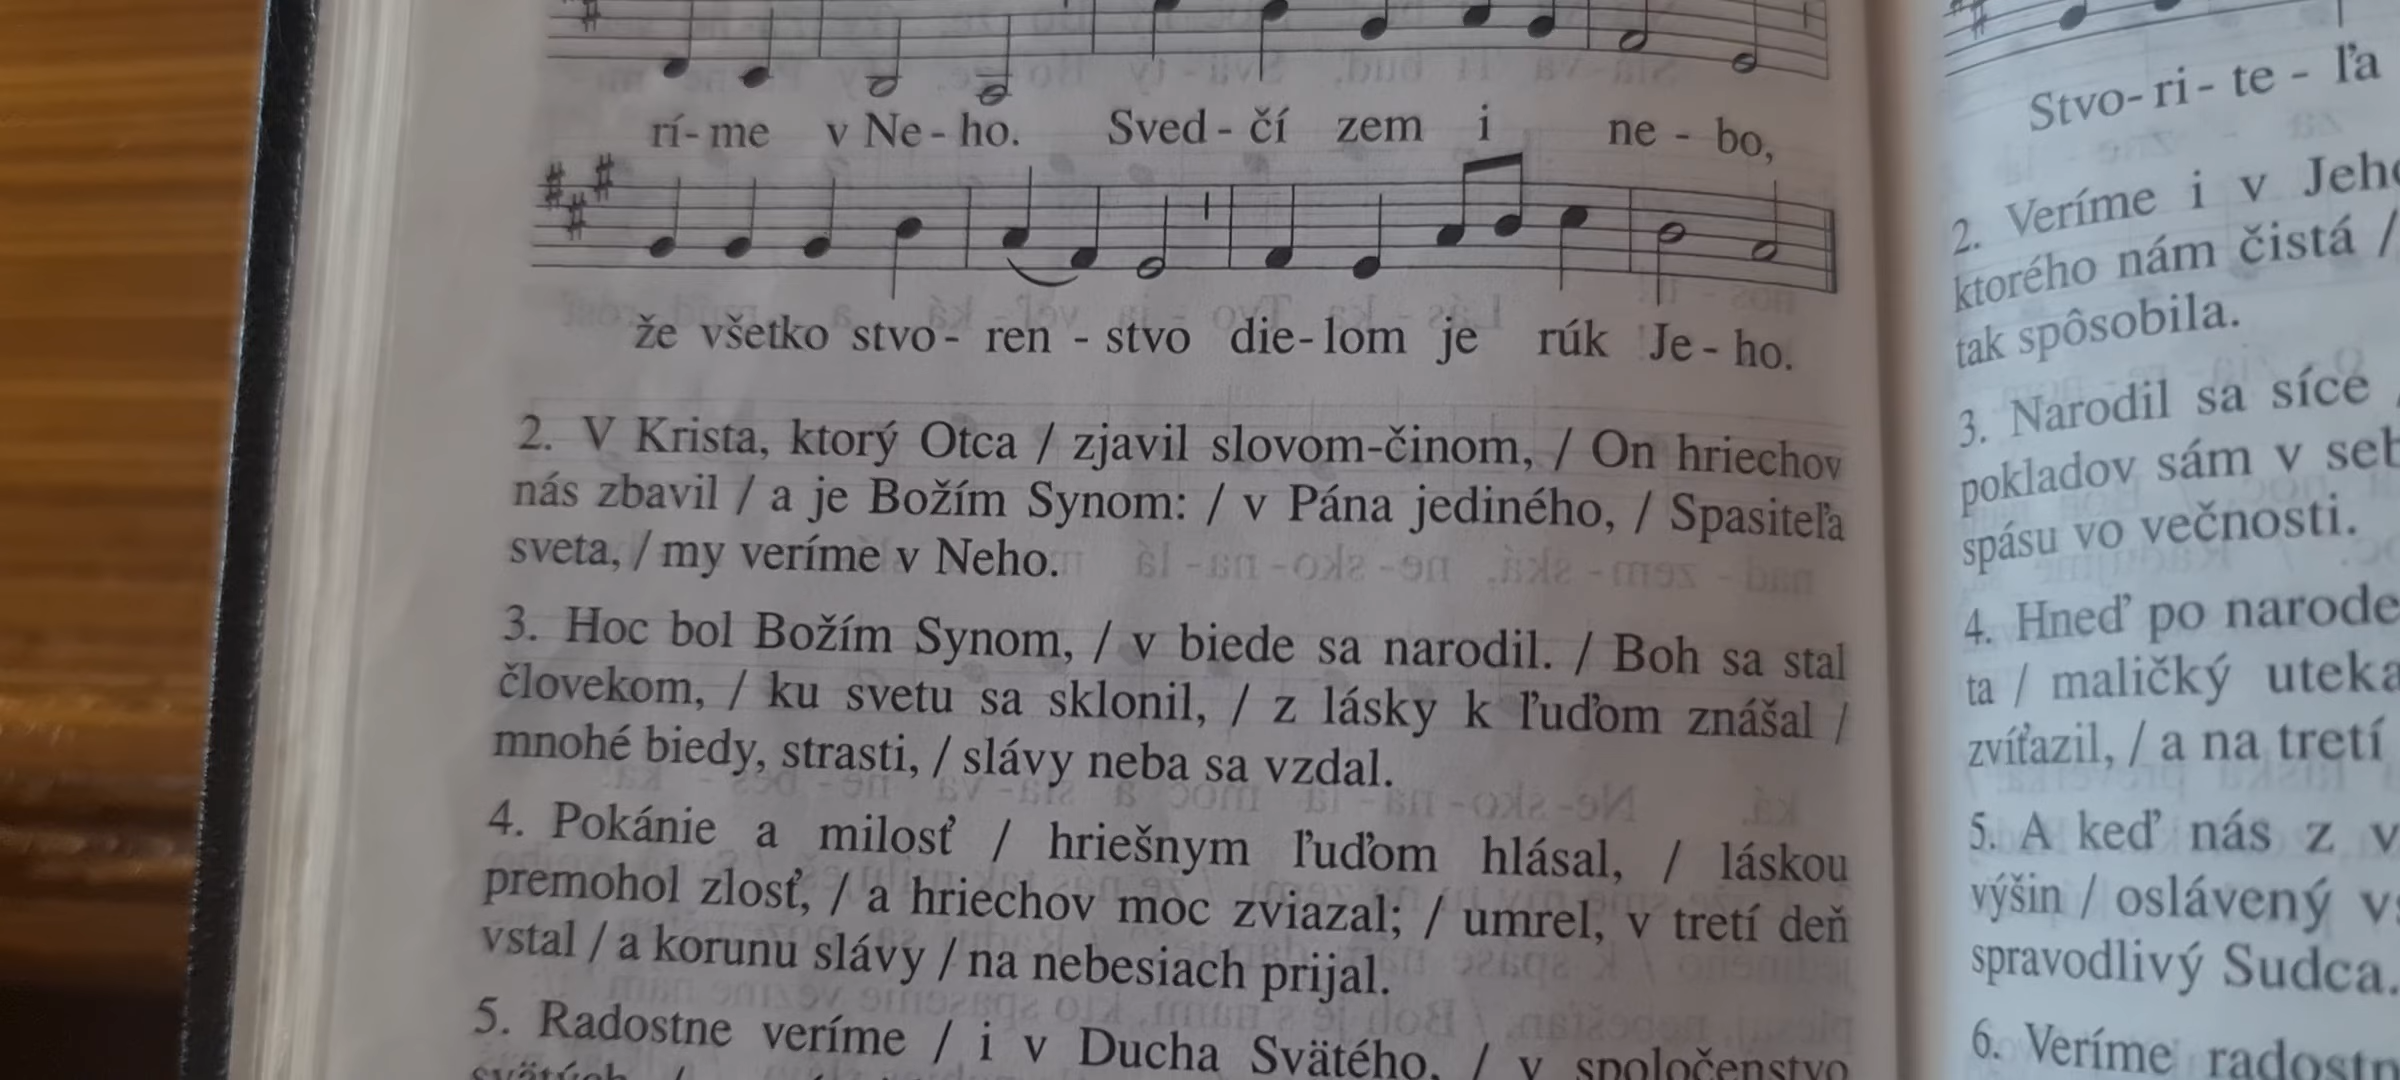 rí- me v Ne - ho. Sved - čí zem i ne - bo,
že všetko stvo - ren - stvo die - lom je rúk Je - ho.
2. V Krista, ktorý Otca / zjavil slovom-činom, / On hriechov
nás zbavil / a je Božím Synom: / v Pána jediného, / Spasiteľa
sveta, / my veríme v Neho.
3. Hoc bol Božím Synom, / v biede sa narodil. / Boh sa stal
človekom, / ku svetu sa sklonil, / z lásky k ľuďom znášal /
mnohé biedy, strasti, / slávy neba sa vzdal.
4. Pokánie a milosť / hriešnym ľuďom hlásal, / láskou
premohol zlosť, / a hriechov moc zviazal; / umrel, v tretí deň
vstal / a korunu slávy / na nebesiach prijal.
5. Radostne veríme / i v Ducha Svätého, / v spoločenstvo
Stvo- ri - te - ľa
2. Veríme i v
ktorého nám čistá /
tak spôsobila.
3. Narodil sa síce
pokladov sám v
spásu vo večnosti.
4. Hneď po
ta / maličký
zvíťazil, / a na tretí
5. A keď nás z
výšin / oslávený
spravodlivý Sudca.
6. Veríme